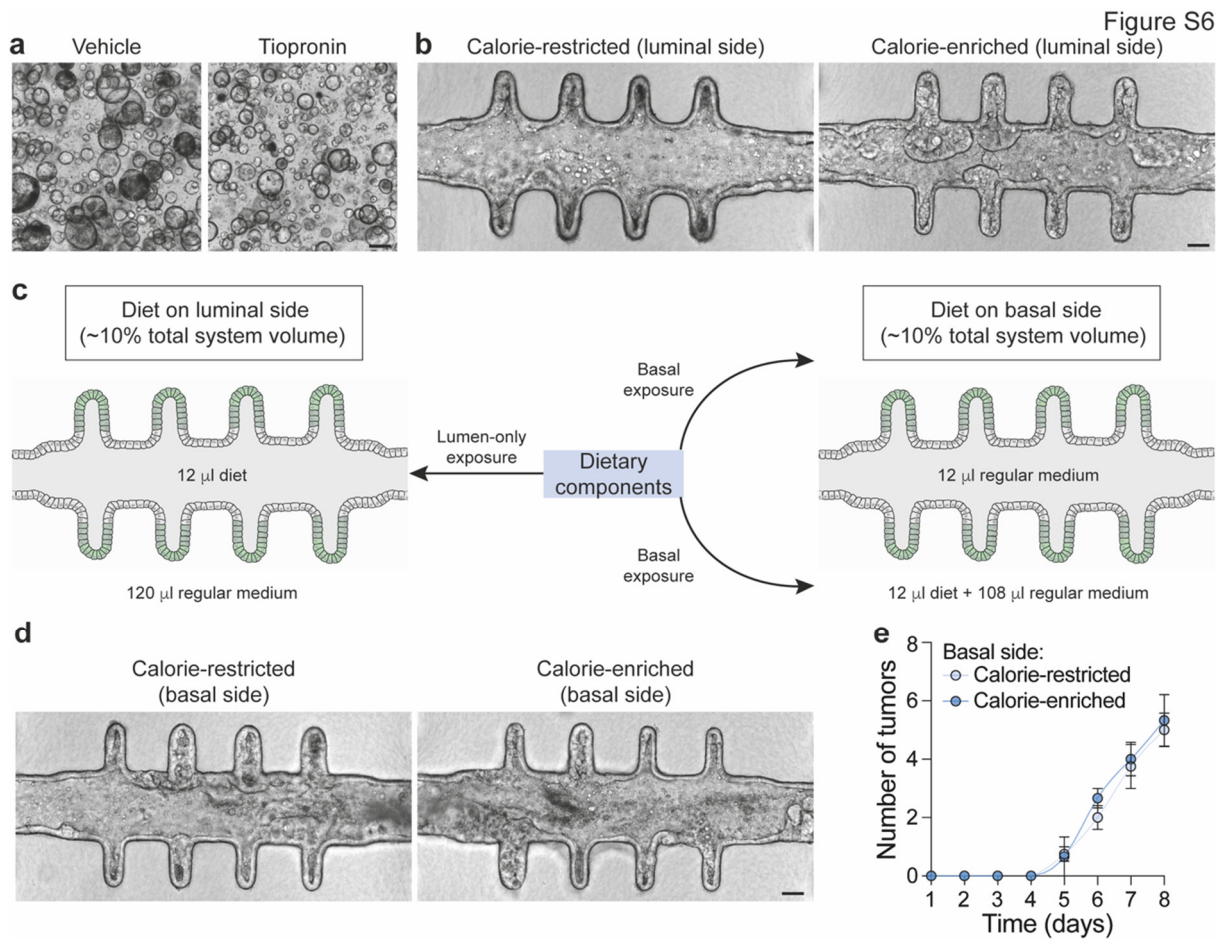 Figure S6
a
Vehicle
Tiopronin
b
Calorie-restricted (luminal side)
Calorie-enriched (luminal side)
c
Diet on luminal side
(~10% total system volume)
12 µl diet
120 µl regular medium
Lumen-only
exposure
Dietary
components
Basal
exposure
Basal
exposure
Diet on basal side
(~10% total system volume)
12 µl regular medium
12 µl diet + 108 µl regular medium
d
Calorie-restricted
(basal side)
Calorie-enriched
(basal side)
e
Number of tumors
8
6
4
2
0
Basal side:
Calorie-restricted
Calorie-enriched
1 2 3 4 5 6 7 8
Time (days)